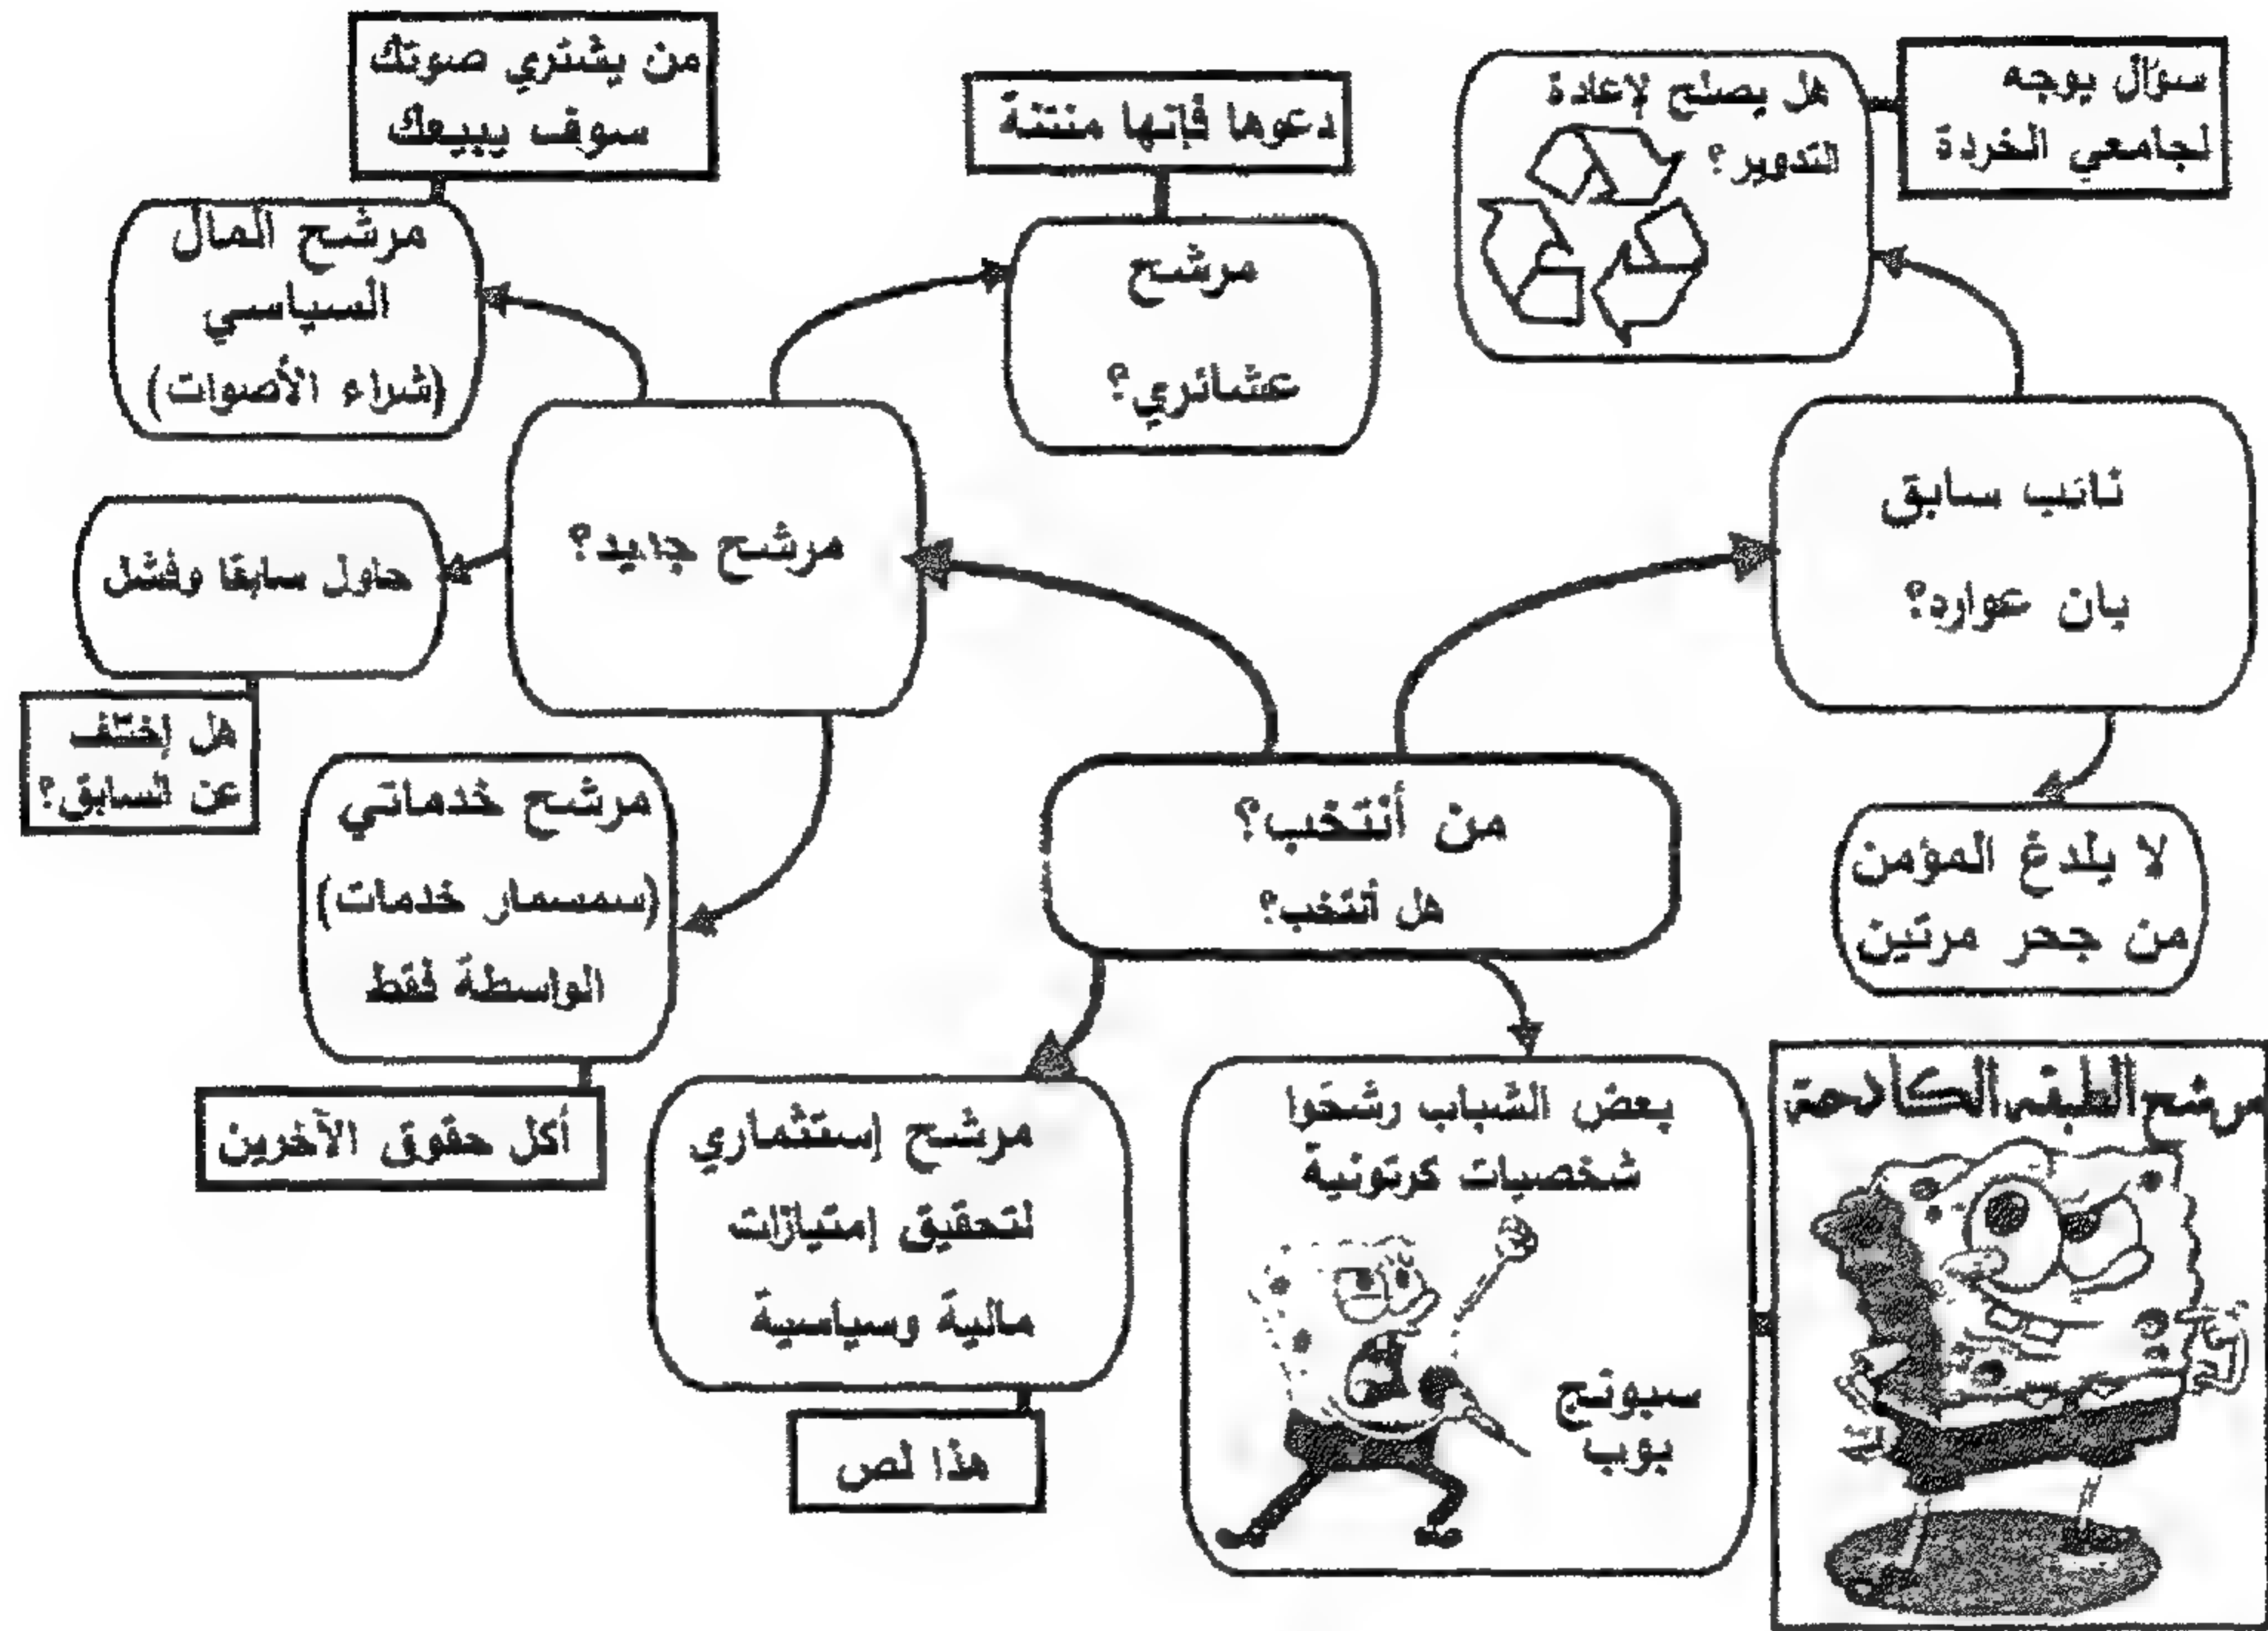 سؤال يوجه
لجامعي الخردة
هل يصلح لإعادة
التدوير؟
دعوها فإنها منتنة
من يشتري صوتك
سوف يبيعك
مرشح
عشائري؟
مرشح المال
السياسي
(شراء الأصوات)
نائب سابق
بان عواره؟
مرشح جديد؟
حاول سابقا وفشل
هل إختلف
عن السابق؟
من أنتخب؟
هل أنتخب؟
لا يلدغ المؤمن
من جحر مرتين
مرشح خدماتي
(سمسمار خدمات)
الواسطة فقط
أكل حقوق الآخرين
مرشح إستثماري
لتحقيق إمتيازات
مالية وسياسية
هذا لص
بعض الشباب رشحوا
شخصيات كرتونية
سبونج
بوب
مرشح الطبقه الكادحة